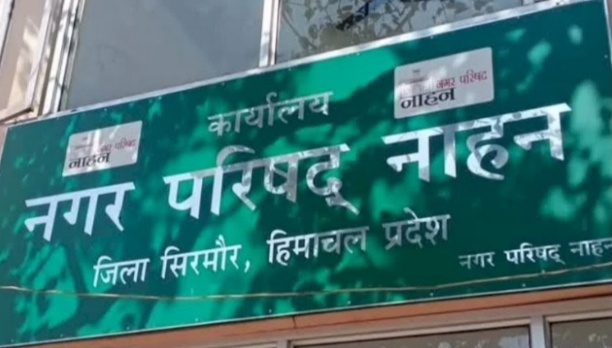 कार्यालय
नगर परिषद
नाहन
नगर परिषद
नाहन
नगर परिषद् नाहन
जिला सिरमौर, हिमाचल प्रदेश
नगर परिषद् नाहन